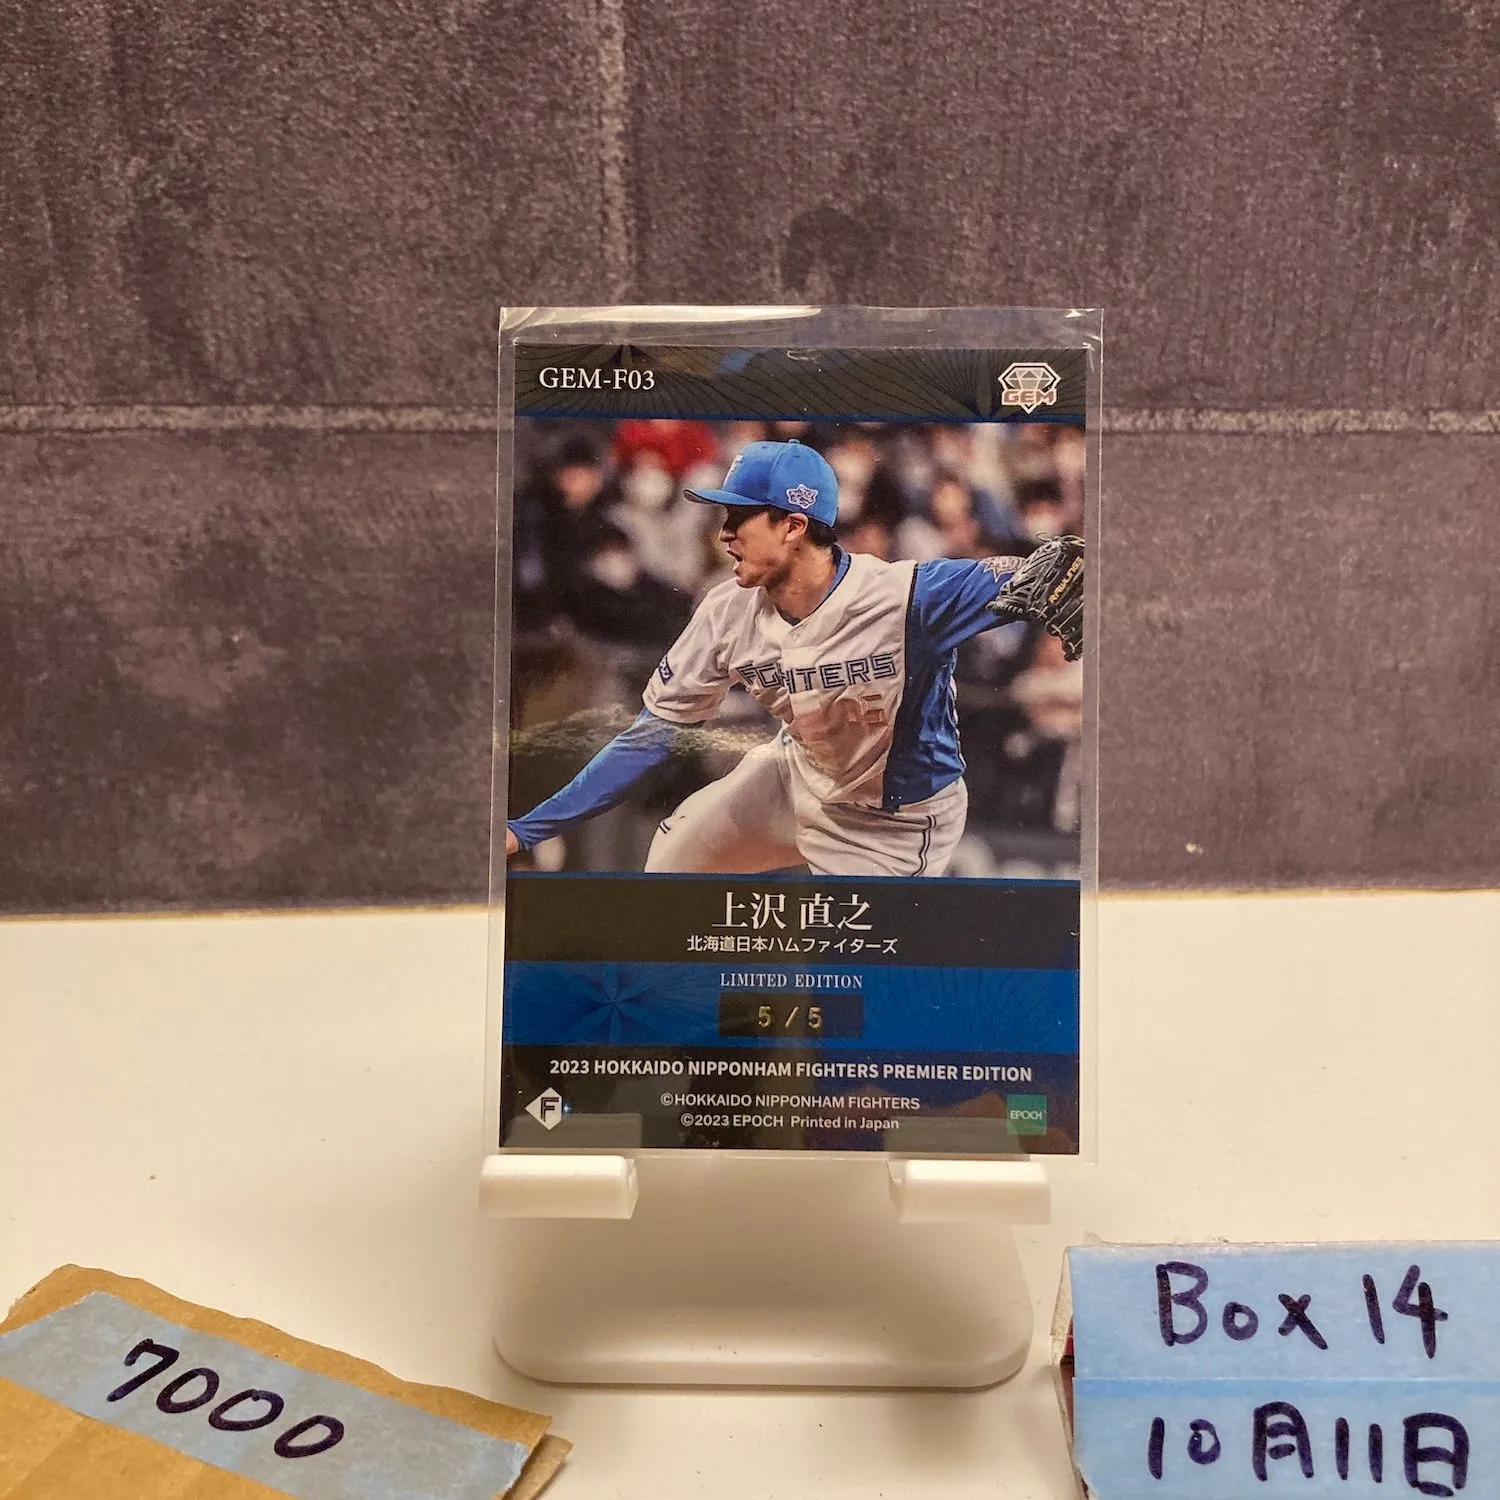 GEM-F03
GEM
RAWLINGS
FIGHTERS
上沢 直之
北海道日本ハムファイターズ
LIMITED EDITION
5 / 5
2023 HOKKAIDO NIPPONHAM FIGHTERS PREMIER EDITION
F
©HOKKAIDO NIPPONHAM FIGHTERS
©2023 EPOCH Printed in Japan
EPOCH
7000
Box 14
10月11日